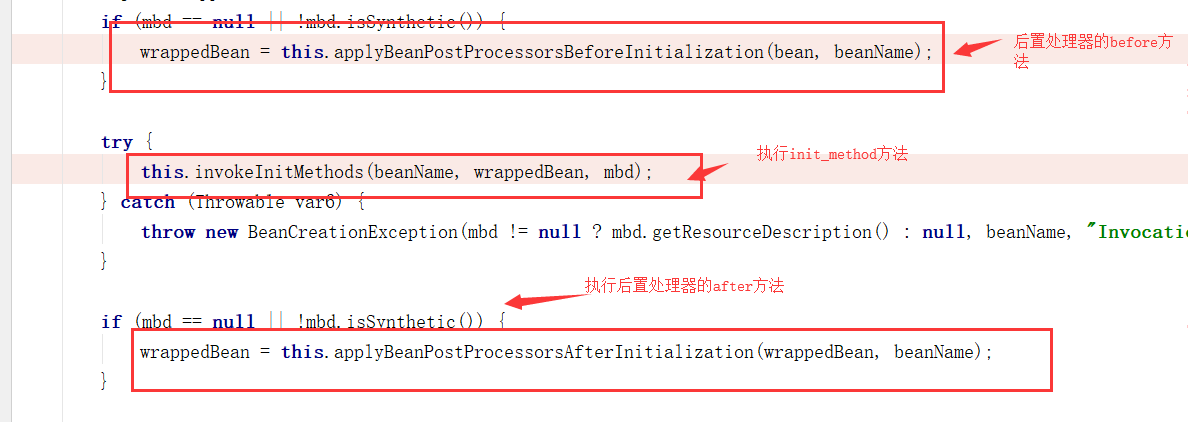 if (mbd == null || !mbd.isSynthetic()) {
wrappedBean = this.applyBeanPostProcessorsBeforeInitialization(bean, beanName);
后置处理器的before方
法
}
try {
执行init_method方法
this.invokeInitMethods(beanName, wrappedBean, mbd);
} catch (Throwable var6) {
throw new BeanCreationException(mbd != null ? mbd.getResourceDescription() : null, beanName, "Invocati
}
执行后置处理器的after方法
if (mbd == null || !mbd.isSynthetic()) {
wrappedBean = this.applyBeanPostProcessorsAfterInitialization(wrappedBean, beanName);
}